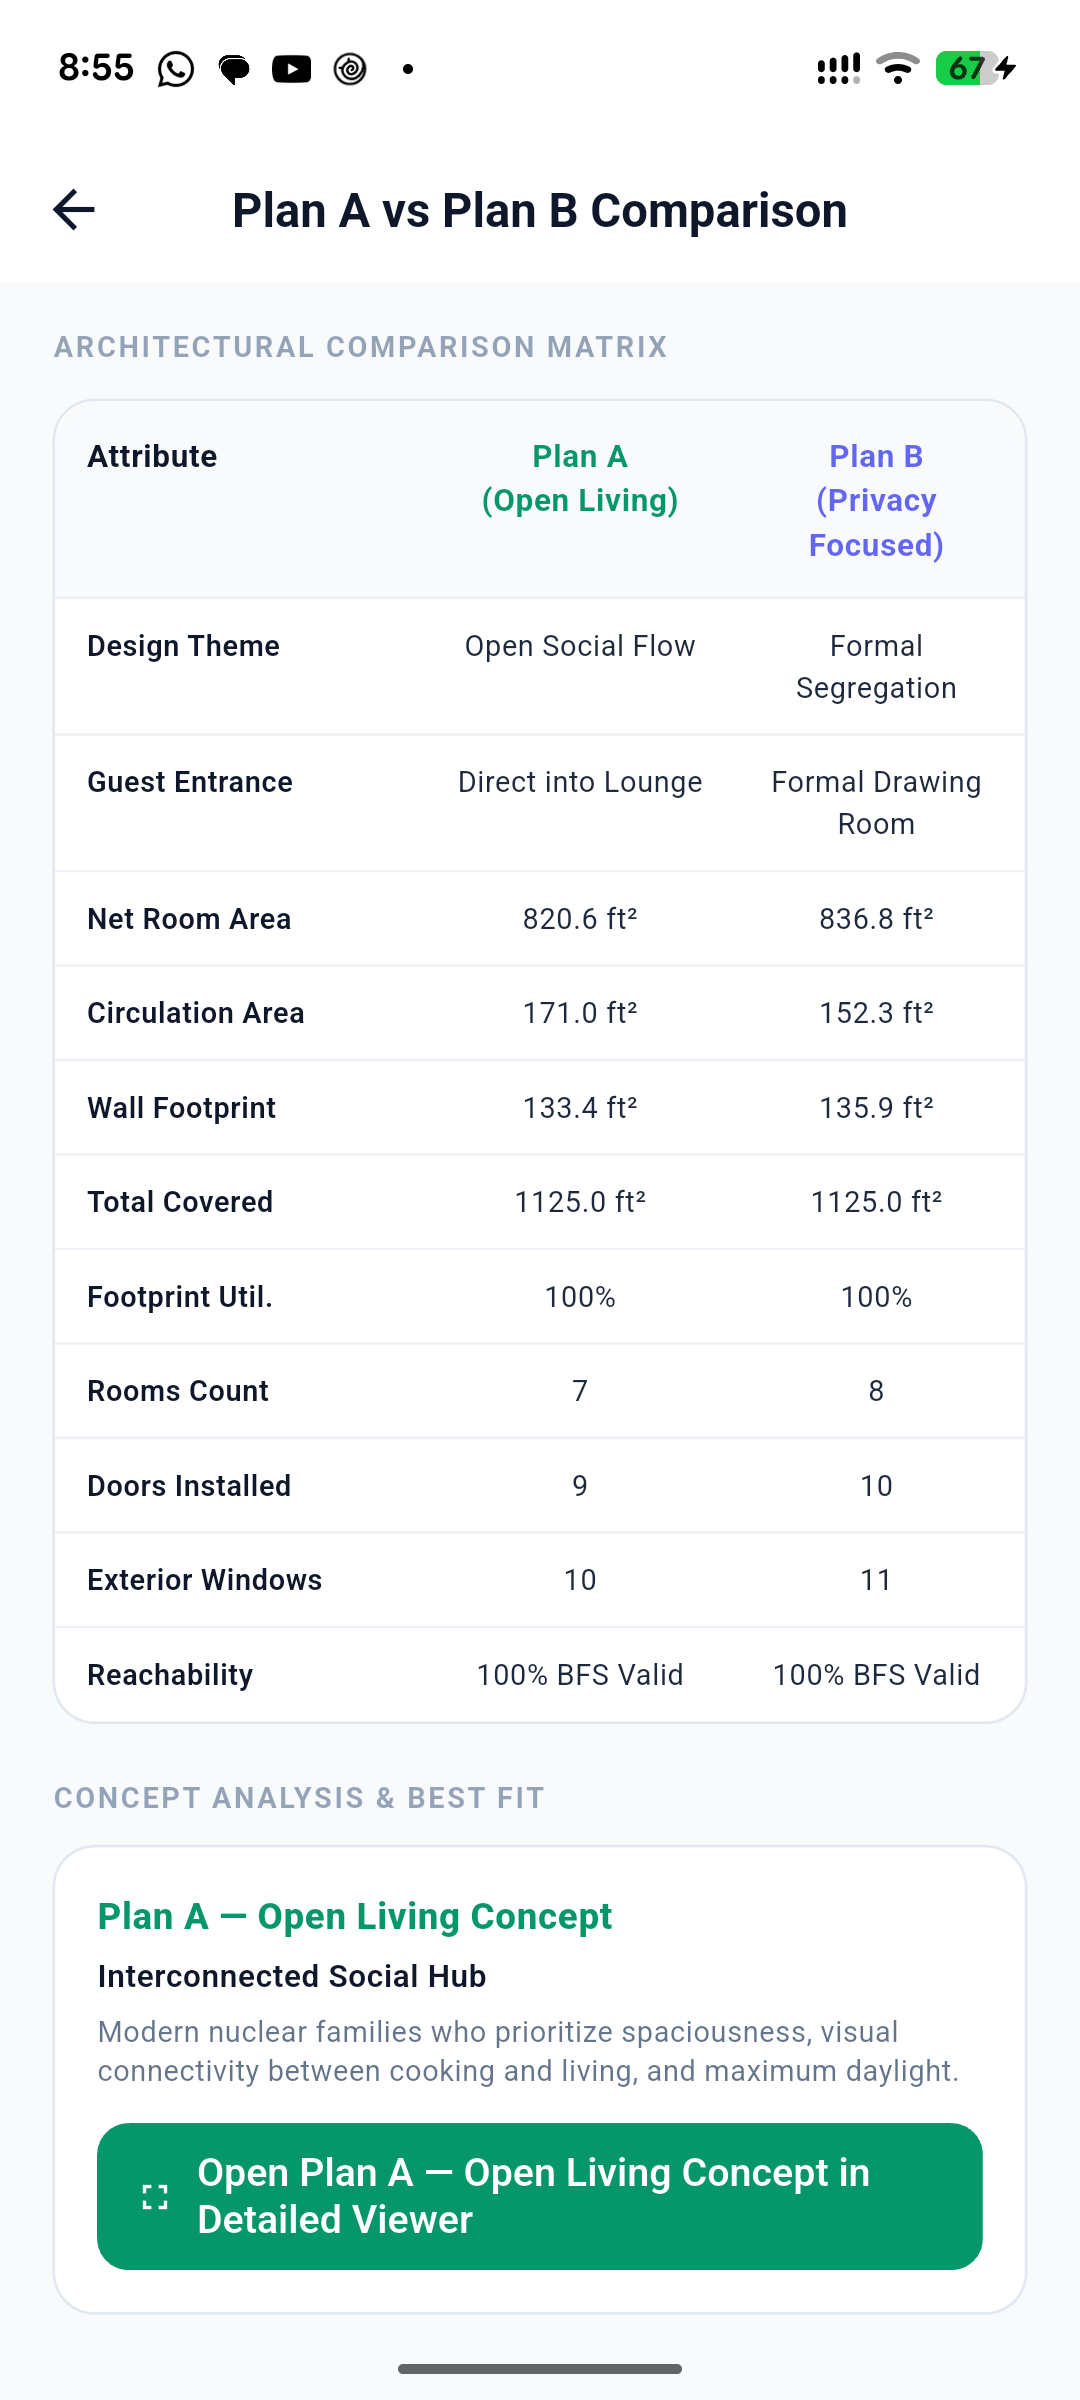 8:55
67
Plan A vs Plan B Comparison
ARCHITECTURAL COMPARISON MATRIX
Attribute
Plan A
(Open Living)
Plan B
(Privacy
Focused)
Design Theme
Open Social Flow
Formal
Segregation
Guest Entrance
Direct into Lounge
Formal Drawing
Room
Net Room Area
820.6 ft²
836.8 ft²
Circulation Area
171.0 ft²
152.3 ft²
Wall Footprint
133.4 ft²
135.9 ft²
Total Covered
1125.0 ft²
1125.0 ft²
Footprint Util.
100%
100%
Rooms Count
7
8
Doors Installed
9
10
Exterior Windows
10
11
Reachability
100% BFS Valid
100% BFS Valid
CONCEPT ANALYSIS & BEST FIT
Plan A — Open Living Concept
Interconnected Social Hub
Modern nuclear families who prioritize spaciousness, visual
connectivity between cooking and living, and maximum daylight.
Open Plan A — Open Living Concept in
Detailed Viewer